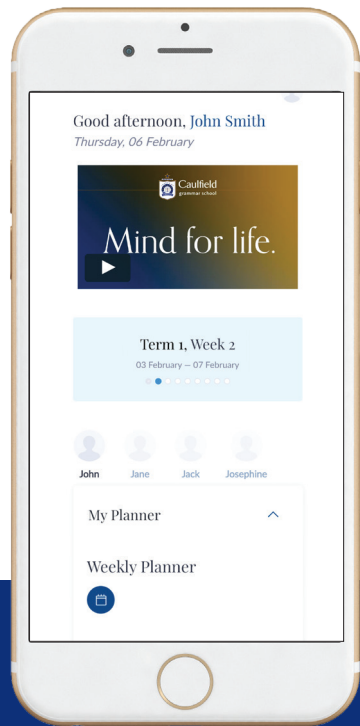 Good afternoon, John Smith
Thursday, 06 February
Caulfield
grammar school
Mind for life.
Term 1, Week 2
03 February — 07 February
John Jane Jack Josephine
My Planner
Weekly Planner